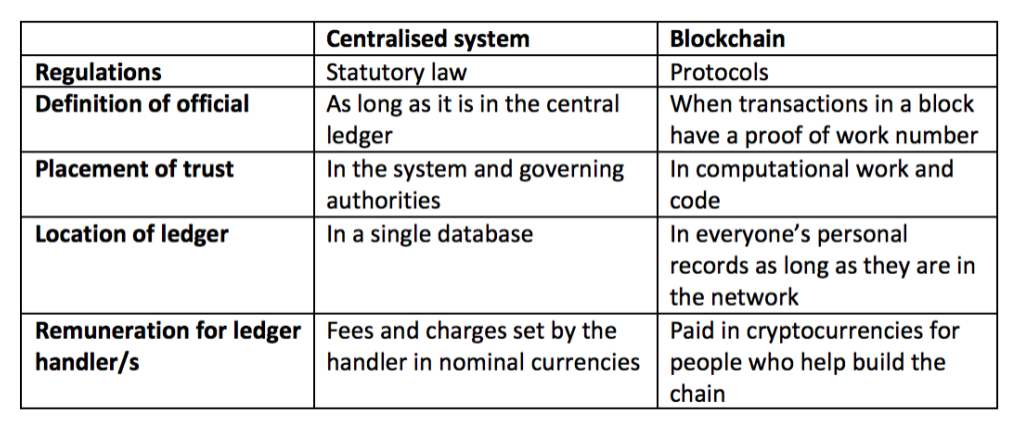 Centralised system Blockchain
Regulations Statutory law Protocols
Definition of official As long as it is in the central When transactions in a block
ledger have a proof of work number
Placement of trust In the system and governing In computational work and
authorities code
Location of ledger In a single database In everyone’s personal
records as long as they are in
the network
Remuneration for ledger Fees and charges set by the Paid in cryptocurrencies for
handler/s handler in nominal currencies people who help build the
chain